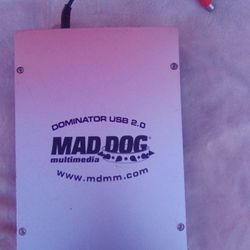 DOMINATOR USB 2.0
MAD DOG
multimedia
www.mdmm.com